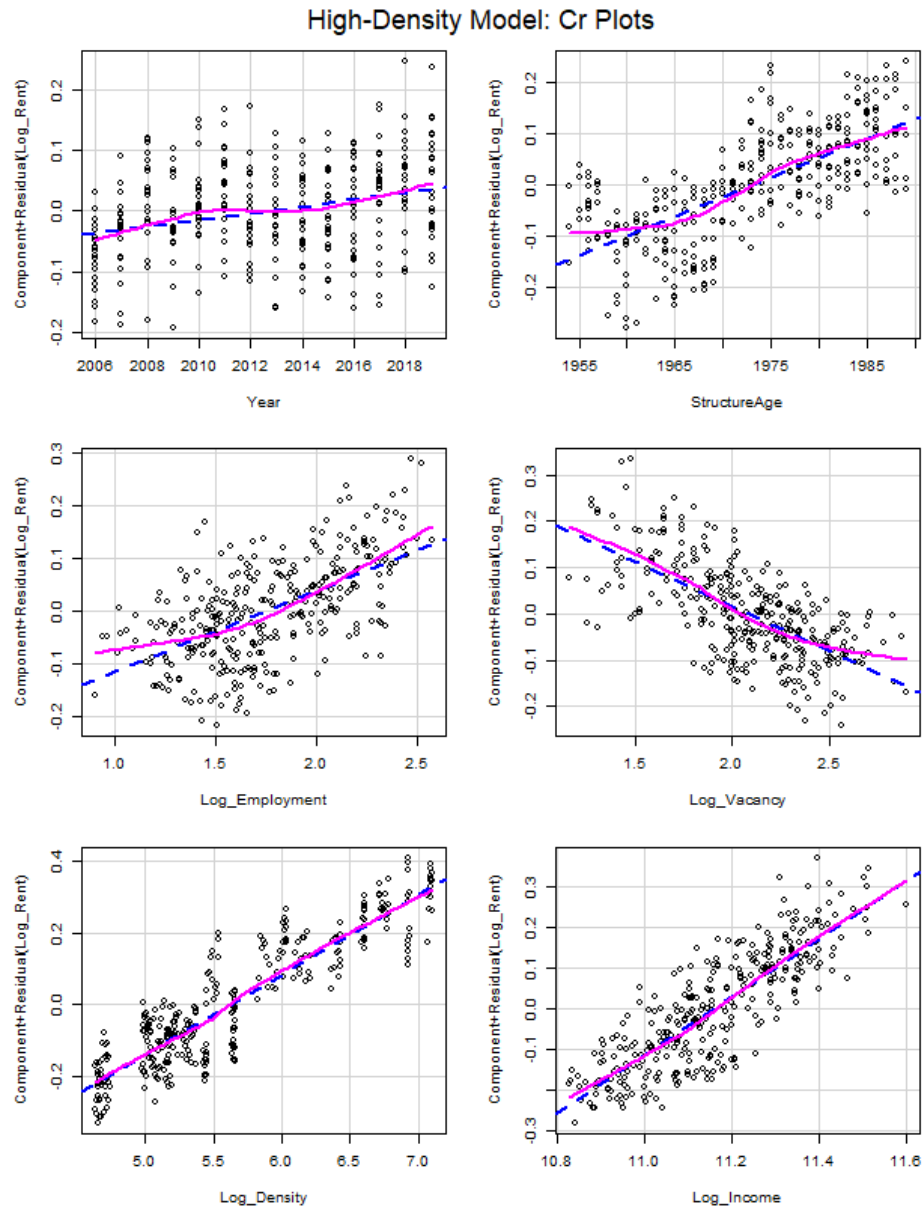 High-Density Model: Cr Plots
Component+Residual(Log_Rent)
0.2
0.1
0.0
-0.1
-0.2
2006 2008 2010 2012 2014 2016 2018
Year
Component+Residual(Log_Rent)
0.2
0.1
0.0
-0.1
-0.2
1955 1965 1975 1985
StructureAge
Component+Residual(Log_Rent)
0.3
0.2
0.1
0.0
-0.1
-0.2
1.0 1.5 2.0 2.5
Log_Employment
Component+Residual(Log_Rent)
0.3
0.2
0.1
0.0
-0.1
-0.2
1.5 2.0 2.5
Log_Vacancy
Component+Residual(Log_Rent)
0.4
0.2
0.0
-0.2
5.0 5.5 6.0 6.5 7.0
Log_Density
Component+Residual(Log_Rent)
0.3
0.2
0.1
0.0
-0.1
-0.3
10.8 11.0 11.2 11.4 11.6
Log_Income